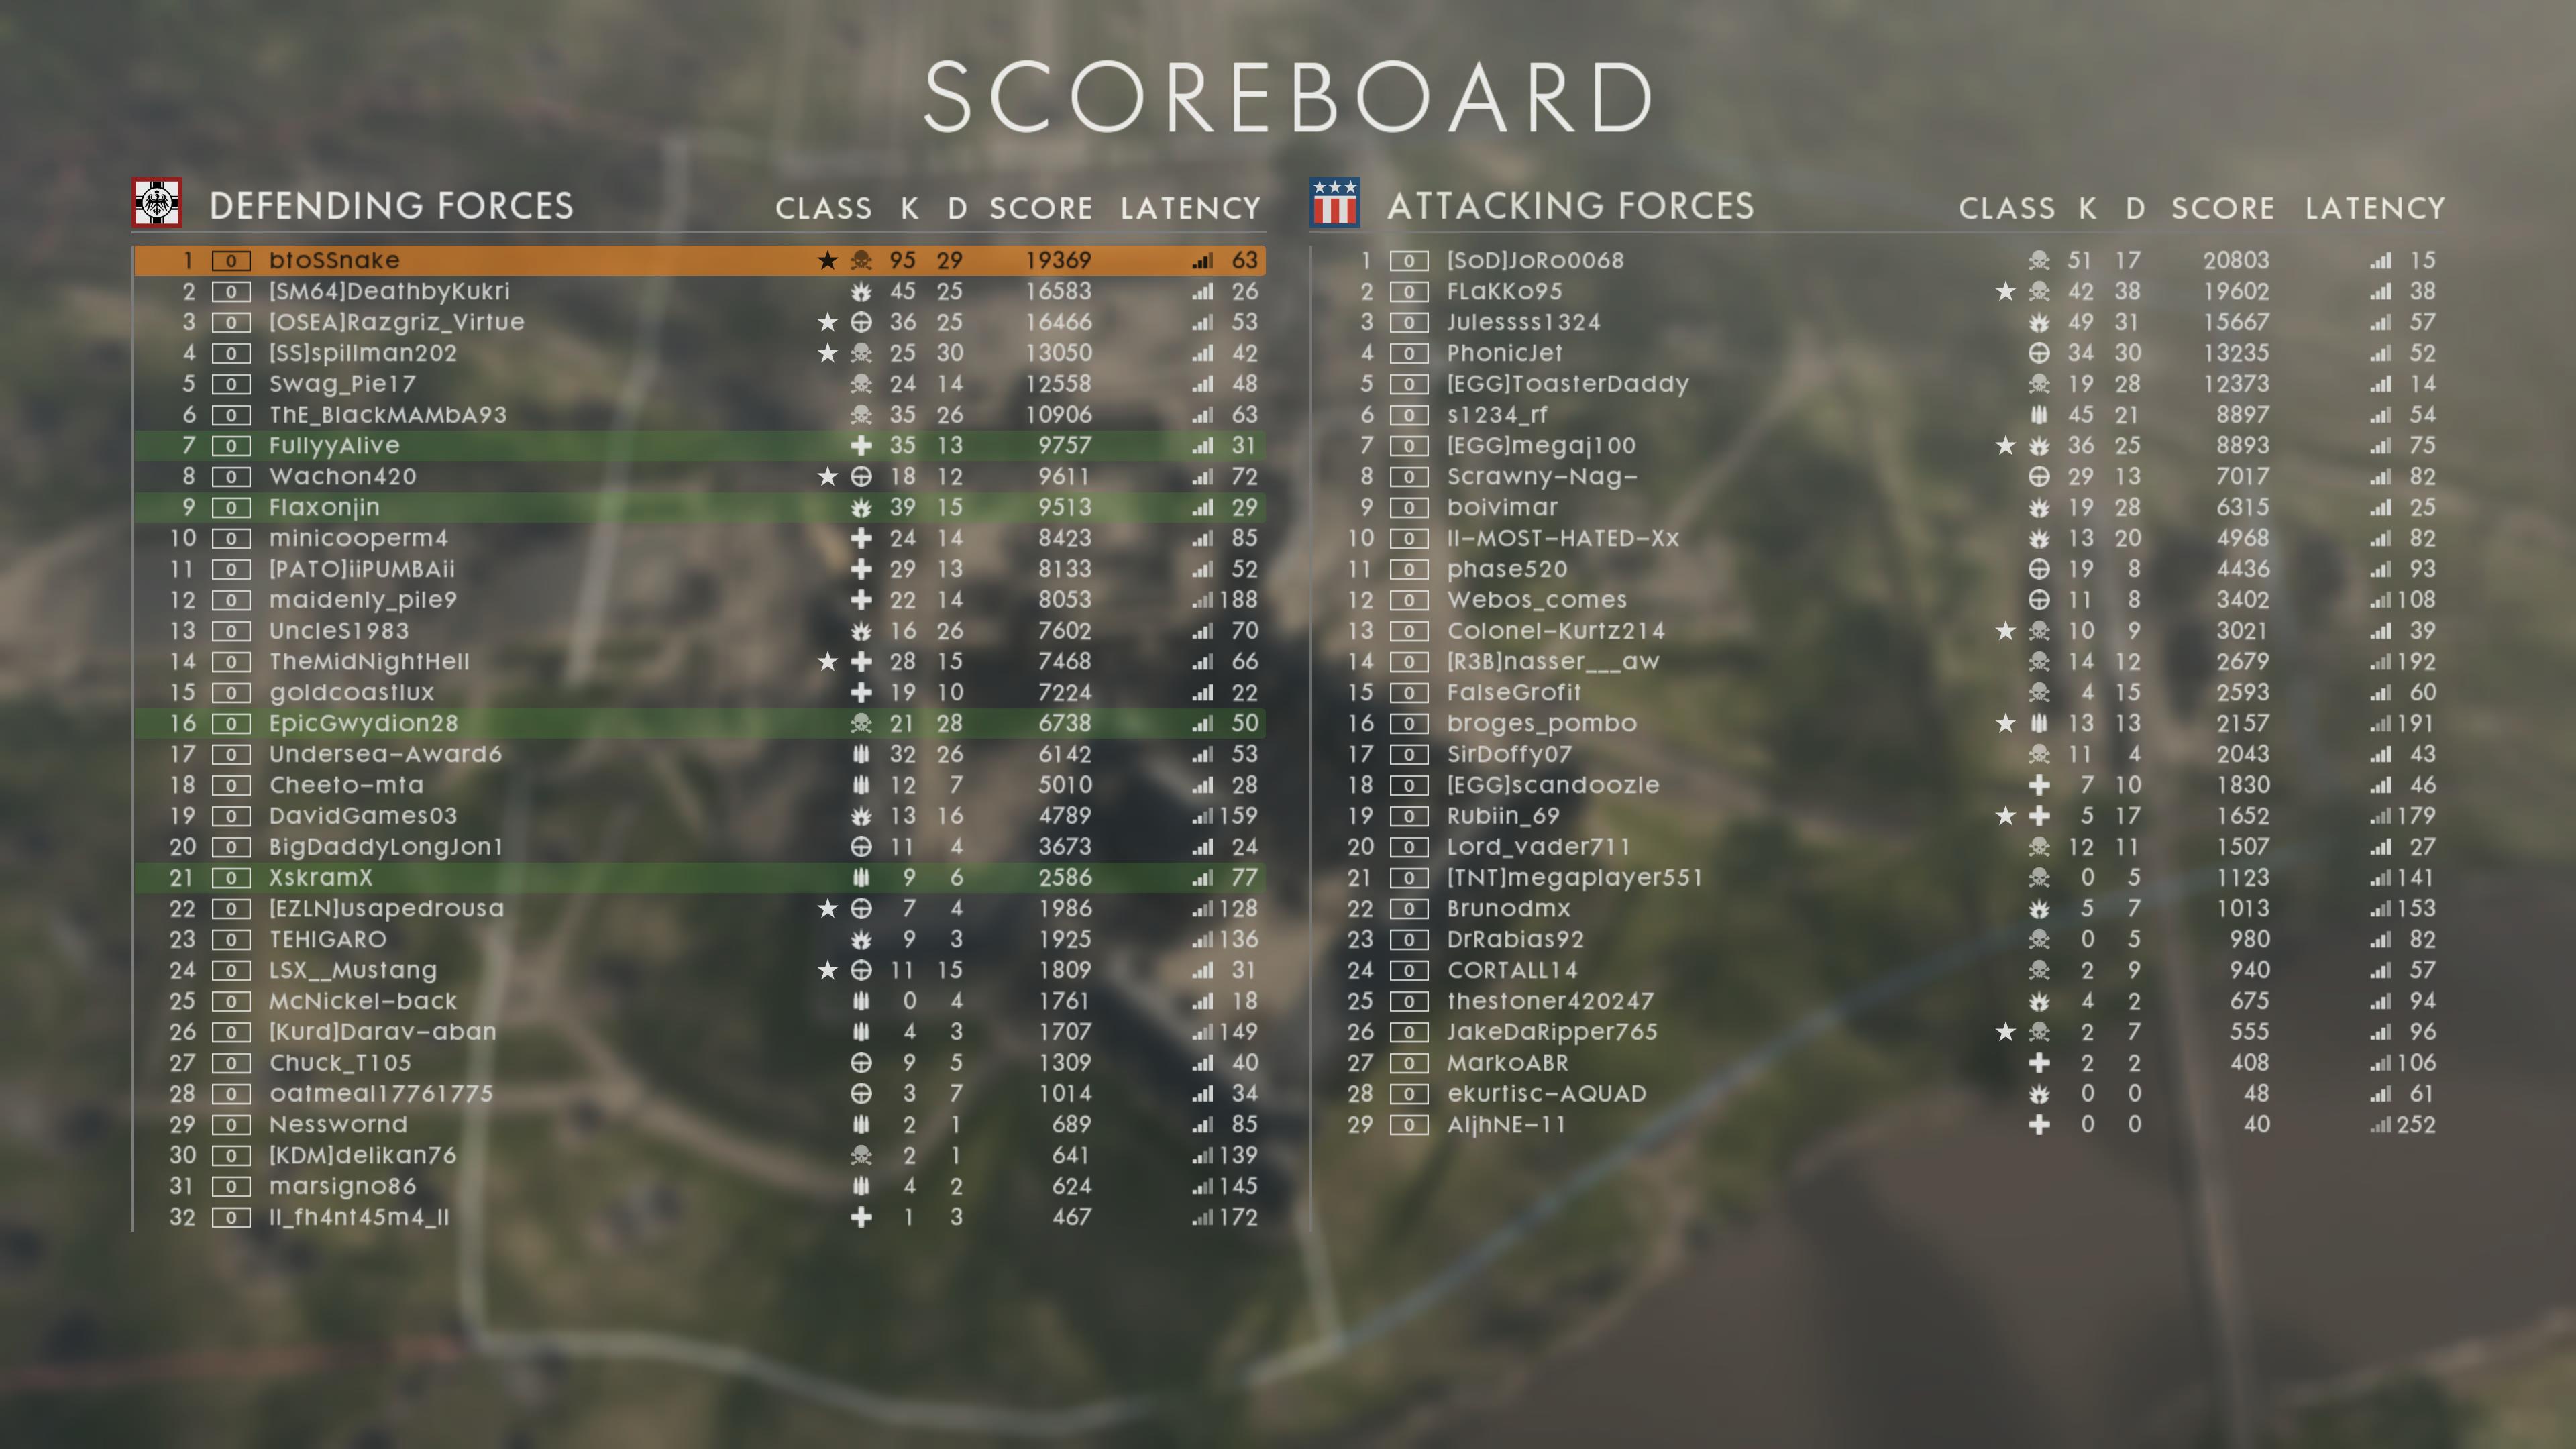 SCOREBOARD
DEFENDING FORCES CLASS K D SCORE LATENCY
1 0 btoSSnake 95 29 19369 63
2 0 [SM64]DeathbyKukri 45 25 16583 26
3 0 [OSEA]Razgriz_Virtue 36 25 16466 53
4 0 [SS]spillman202 25 30 13050 42
5 0 Swag_Pie17 24 14 12558 48
6 0 ThE_BlackMAMbA93 35 26 10906 63
7 0 FullyyAlive 35 13 9757 31
8 0 Wachon420 18 12 9611 72
9 0 Flaxonjin 39 15 9513 29
10 0 minicooperm4 24 14 8423 85
11 0 [PATO]iiPUMBAii 29 13 8133 52
12 0 maidenly_pile9 22 14 8053 188
13 0 UncleS1983 16 26 7602 70
14 0 TheMidNightHell 28 15 7468 66
15 0 goldcoastlux 19 10 7224 22
16 0 EpicGwydion28 21 28 6738 50
17 0 Undersea-Award6 32 26 6142 53
18 0 Cheeto-mta 12 7 5010 28
19 0 DavidGames03 13 16 4789 159
20 0 BigDaddyLongJon1 11 4 3673 24
21 0 XskramX 9 6 2586 77
22 0 [EZLN]usapedrousa 7 4 1986 128
23 0 TEHIGARO 9 3 1925 136
24 0 LSX__Mustang 11 15 1809 31
25 0 McNickel-back 0 4 1761 18
26 0 [Kurd]Darav-aban 4 3 1707 149
27 0 Chuck_T105 9 5 1309 40
28 0 oatmeal17761775 3 7 1014 34
29 0 Nesswornd 2 1 689 85
30 0 [KDM]delikan76 2 1 641 139
31 0 marsigno86 4 2 624 145
32 0 II_fh4nt45m4_II 1 3 467 172
ATTACKING FORCES CLASS K D SCORE LATENCY
1 0 [SoD]JoRo0068 51 17 20803 15
2 0 FLaKKo95 42 38 19602 38
3 0 Julessss1324 49 31 15667 57
4 0 PhonicJet 34 30 13235 52
5 0 [EGG]ToasterDaddy 19 28 12373 14
6 0 s1234_rf 45 21 8897 54
7 0 [EGG]megaj100 36 25 8893 75
8 0 Scrawny-Nag- 29 13 7017 82
9 0 boivimar 19 28 6315 25
10 0 II-MOST-HATED-Xx 13 20 4968 82
11 0 phase520 19 8 4436 93
12 0 Webos_comes 11 8 3402 108
13 0 Colonel-Kurtz214 10 9 3021 39
14 0 [R3B]nasser___aw 14 12 2679 192
15 0 FalseGrofit 4 15 2593 60
16 0 broges_pombo 13 13 2157 191
17 0 SirDoffy07 11 4 2043 43
18 0 [EGG]scandoozle 7 10 1830 46
19 0 Rubiin_69 5 17 1652 179
20 0 Lord_vader711 12 11 1507 27
21 0 [TNT]megaplayer551 0 5 1123 141
22 0 Brunodmx 5 7 1013 153
23 0 DrRabias92 0 5 980 82
24 0 CORTALL14 2 9 940 57
25 0 thestoner420247 4 2 675 94
26 0 JakeDaRipper765 2 7 555 96
27 0 MarkoABR 2 2 408 106
28 0 ekurtisc-AQUAD 0 0 48 61
29 0 AljhNE-11 0 0 40 252